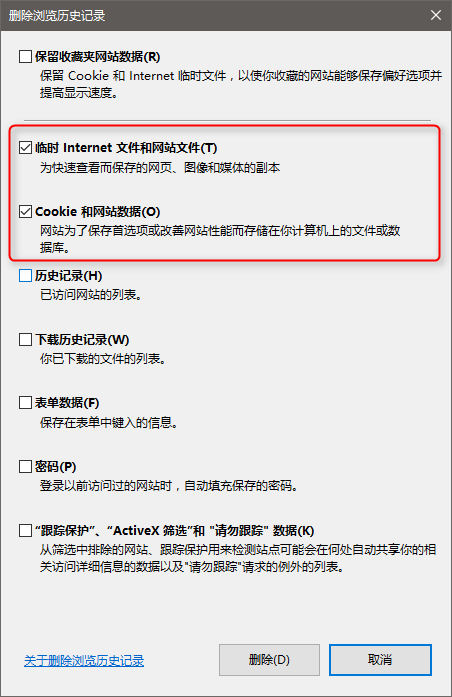 删除浏览历史记录
保留收藏夹网站数据(R)
保留 Cookie 和 Internet 临时文件，以使你收藏的网站能够保存偏好选项并
提高显示速度。
临时 Internet 文件和网站文件(T)
为快速查看而保存的网页、图像和媒体的副本
Cookie 和网站数据(O)
网站为了保存首选项或改善网站性能而存储在你计算机上的文件或数
据库。
历史记录(H)
已访问网站的列表。
下载历史记录(W)
你已下载的文件的列表。
表单数据(F)
保存在表单中键入的信息。
密码(P)
登录以前访问过的网站时，自动填充保存的密码。
“跟踪保护”、“ActiveX 筛选”和 "请勿跟踪" 数据(K)
从筛选中排除的网站、跟踪保护用来检测站点可能会在何处自动共享你的相
关访问详细信息的数据以及"请勿跟踪"请求的例外的列表。
关于删除浏览历史记录
删除(D)
取消